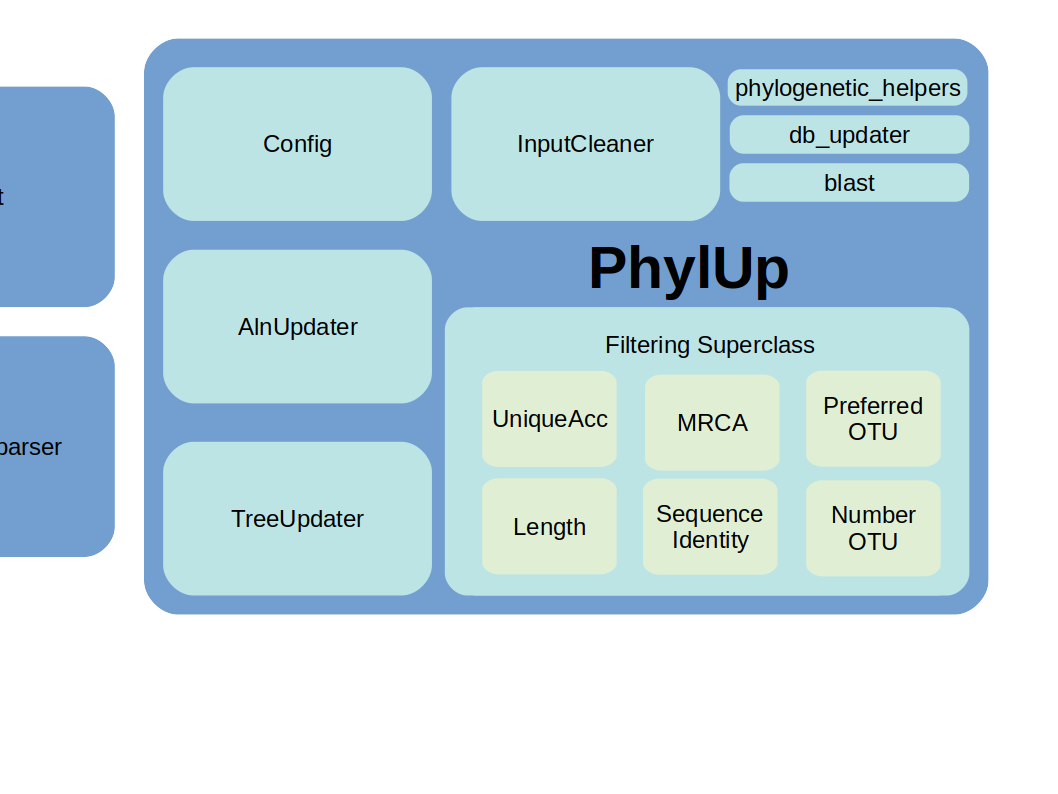 Config
InputCleaner
phylogenetic_helpers
db_updater
blast
PhylUp
AlnUpdater
TreeUpdater
Filtering Superclass
UniqueAcc
MRCA
Preferred
OTU
Length
Sequence
Identity
Number
OTU